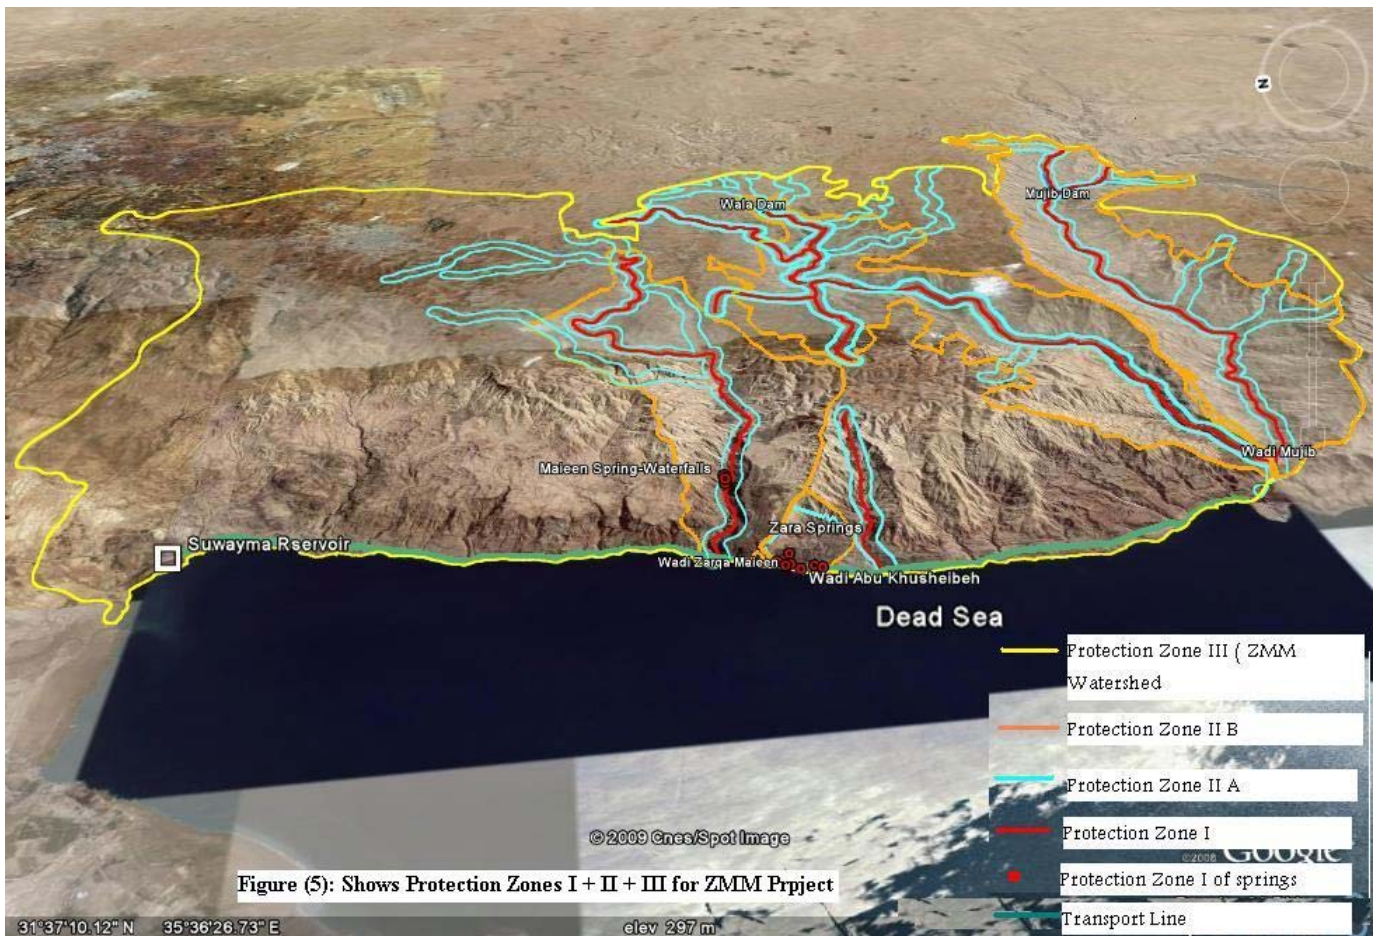 N
Mujib Dam
Wala Dam
Wadi Mujib
Maieen Spring-Waterfalls
Zara Springs
Suwayma Rservoir
Wadi Zarqa Maieen
Wadi Abu Khusheibeh
Dead Sea
Protection Zone III ( ZMM
Watershed
Protection Zone II B
Protection Zone II A
Protection Zone I
Protection Zone I of springs
Transport Line
© 2009 Cnes/Spot Image
©2008 Google
Figure (5): Shows Protection Zones I + II + III for ZMM Prpject
31°37'10.12" N 35°36'26.73" E elev 297 m